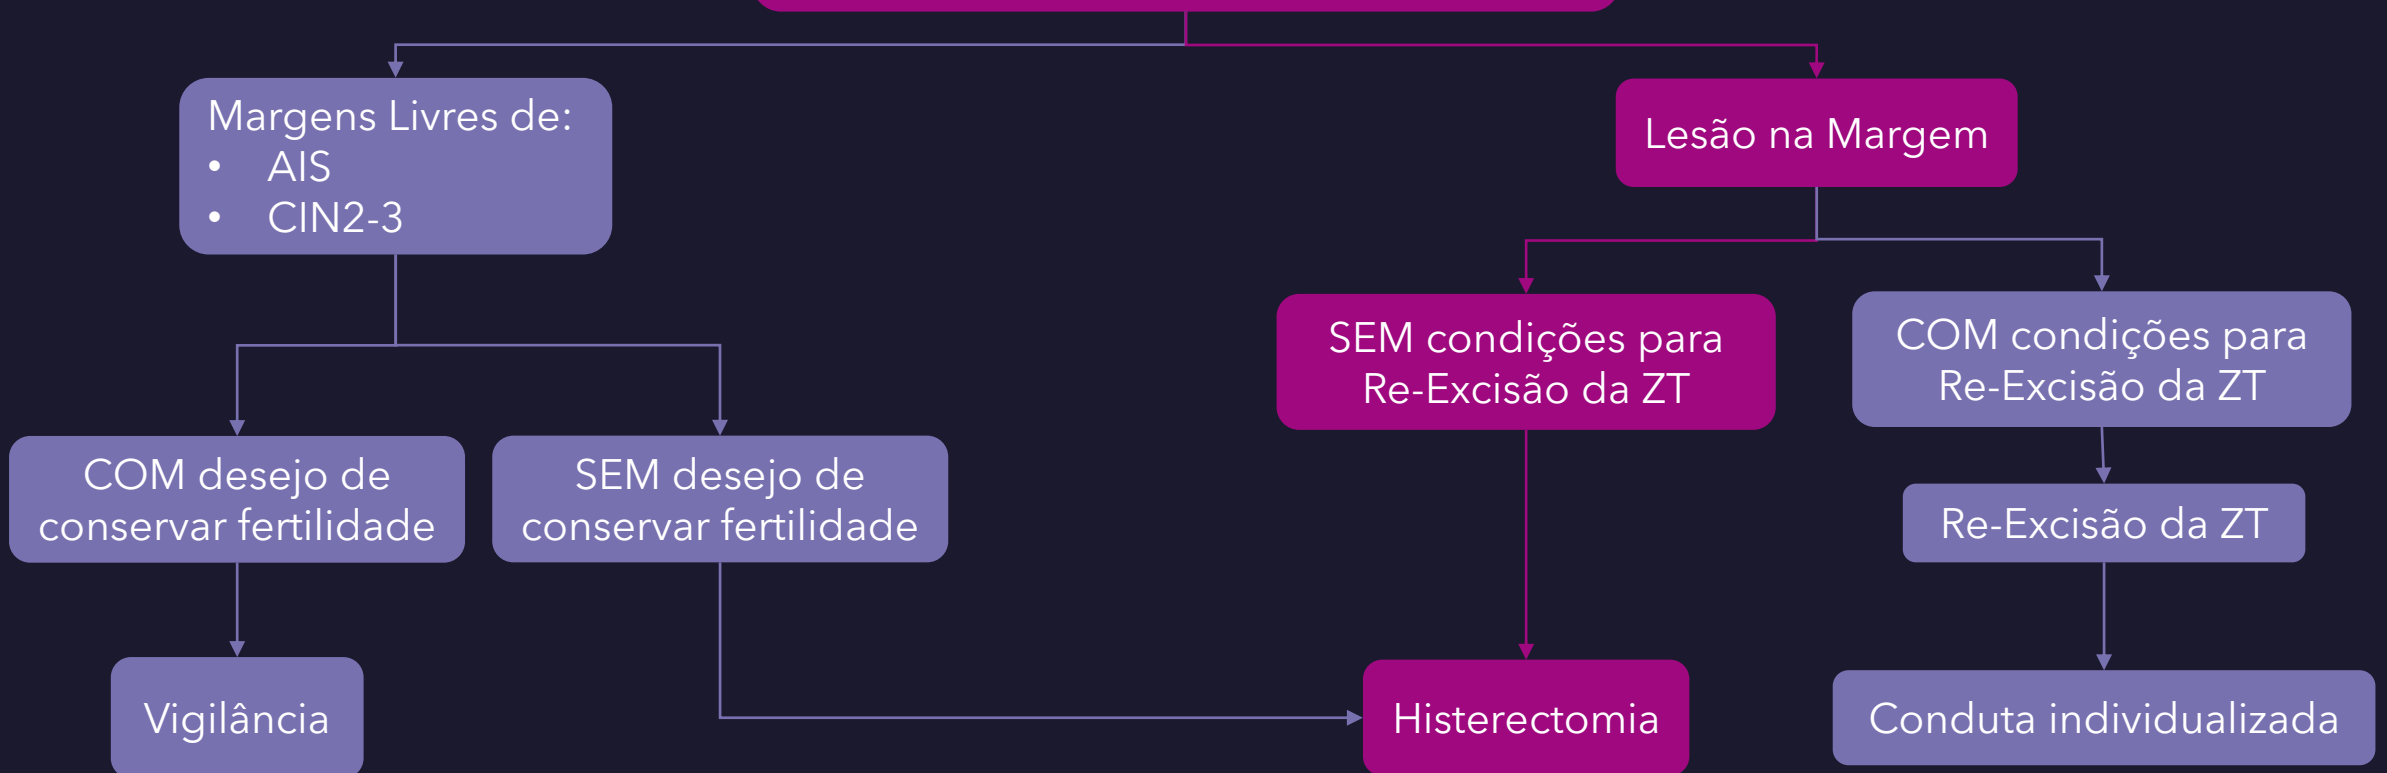 Margens Livres de:
• AIS
• CIN2-3
Lesão na Margem
SEM condições para
Re-Excisão da ZT
COM condições para
Re-Excisão da ZT
COM desejo de
conservar fertilidade
SEM desejo de
conservar fertilidade
Re-Excisão da ZT
Vigilância
Histerectomia
Conduta individualizada